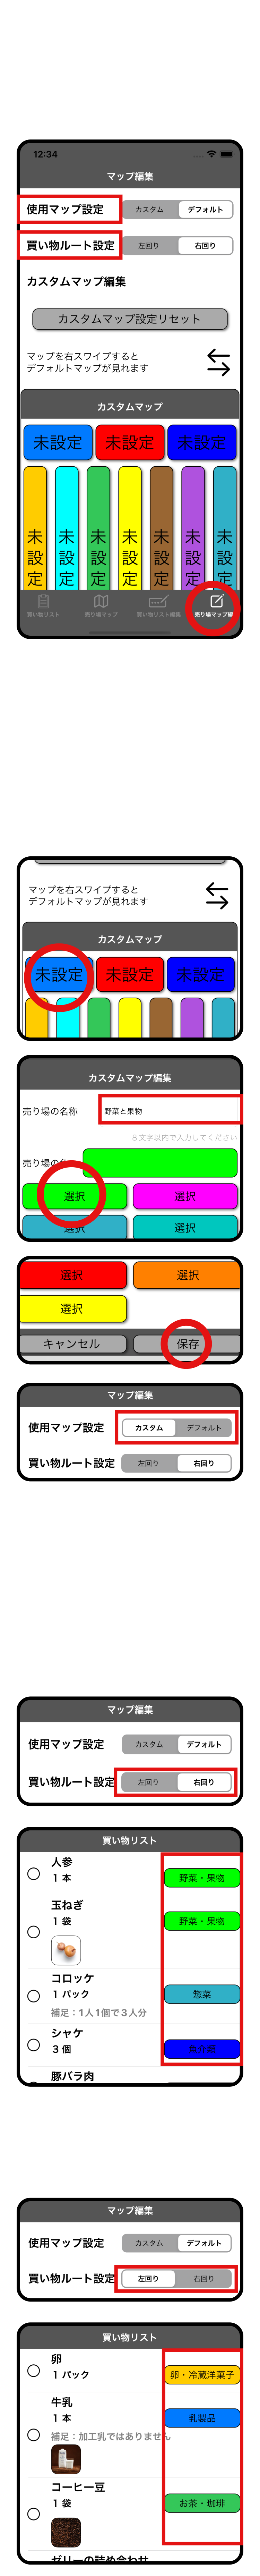 12:34
マップ編集
使用マップ設定
カスタム
デフォルト
買い物ルート設定
左回り
右回り
カスタムマップ編集
カスタムマップ設定リセット
マップを右スワイプすると
デフォルトマップが見れます
カスタムマップ
未設定
未設定
未設定
未設定
未設定
未設定
未設定
未設定
未設定
未設定
買い物リスト
売り場マップ
買い物リスト編集
売り場マップ編
マップを右スワイプすると
デフォルトマップが見れます
カスタムマップ
未設定
未設定
未設定
カスタムマップ編集
売り場の名称
野菜と果物
8文字以内で入力してください
売り場の
選択
選択
選択
選択
選択
選択
選択
キャンセル
保存
マップ編集
使用マップ設定
カスタム
デフォルト
買い物ルート設定
左回り
右回り
マップ編集
使用マップ設定
カスタム
デフォルト
買い物ルート設定
左回り
右回り
買い物リスト
人参
1 本
野菜・果物
玉ねぎ
1 袋
野菜・果物
コロッケ
1 パック
惣菜
補足：1人1個で3人分
シャケ
3 個
魚介類
豚バラ肉
マップ編集
使用マップ設定
カスタム
デフォルト
買い物ルート設定
左回り
右回り
買い物リスト
卵
1 パック
卵・冷蔵洋菓子
牛乳
1 本
乳製品
補足：加工乳ではありません
コーヒー豆
1 袋
お茶・珈琲
ゼリーの詰め合わせ